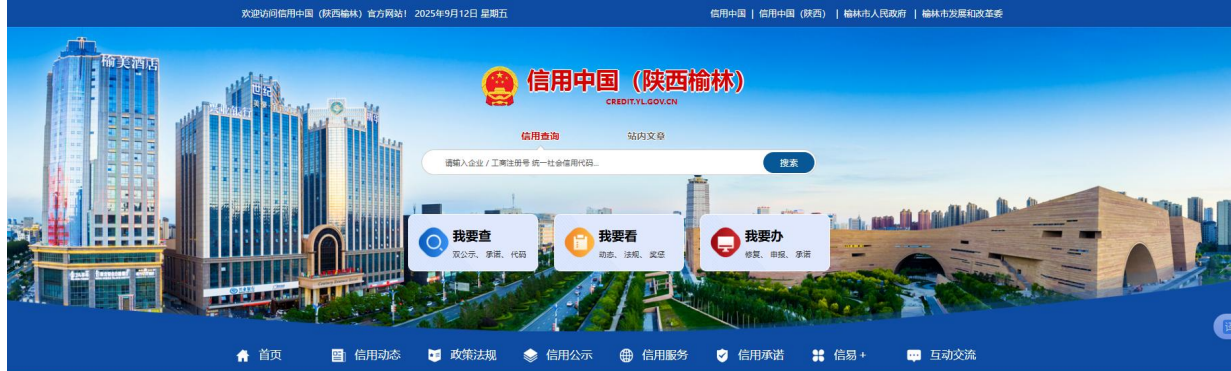 欢迎访问信用中国（陕西榆林）官方网站！ 2025年9月12日 星期五
信用中国 | 信用中国（陕西） | 榆林市人民政府 | 榆林市发展和改革委
榆美酒店
世纪
信用中国（陕西榆林）
CREDIT.YL.GOV.CN
信用查询 站内文章
请输入企业 / 工商注册号 统一社会信用代码...
搜索
我要查
双公示、 承诺、 代码
我要看
动态、 法规、 奖惩
我要办
修复、 申报、 承诺
首页 信用动态 政策法规 信用公示 信用服务 信用承诺 信易 + 互动交流